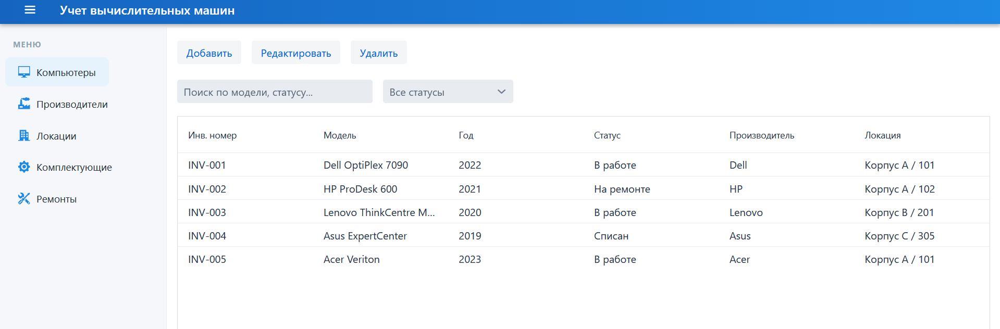 Учет вычислительных машин
МЕНЮ
Компьютеры
Производители
Локации
Комплектующие
Ремонты
Добавить Редактировать Удалить
Поиск по модели, статусу... Все статусы
Инв. номер Модель Год Статус Производитель Локация
INV-001 Dell OptiPlex 7090 2022 В работе Dell Корпус A / 101
INV-002 HP ProDesk 600 2021 На ремонте HP Корпус A / 102
INV-003 Lenovo ThinkCentre M... 2020 В работе Lenovo Корпус B / 201
INV-004 Asus ExpertCenter 2019 Списан Asus Корпус C / 305
INV-005 Acer Veriton 2023 В работе Acer Корпус A / 101